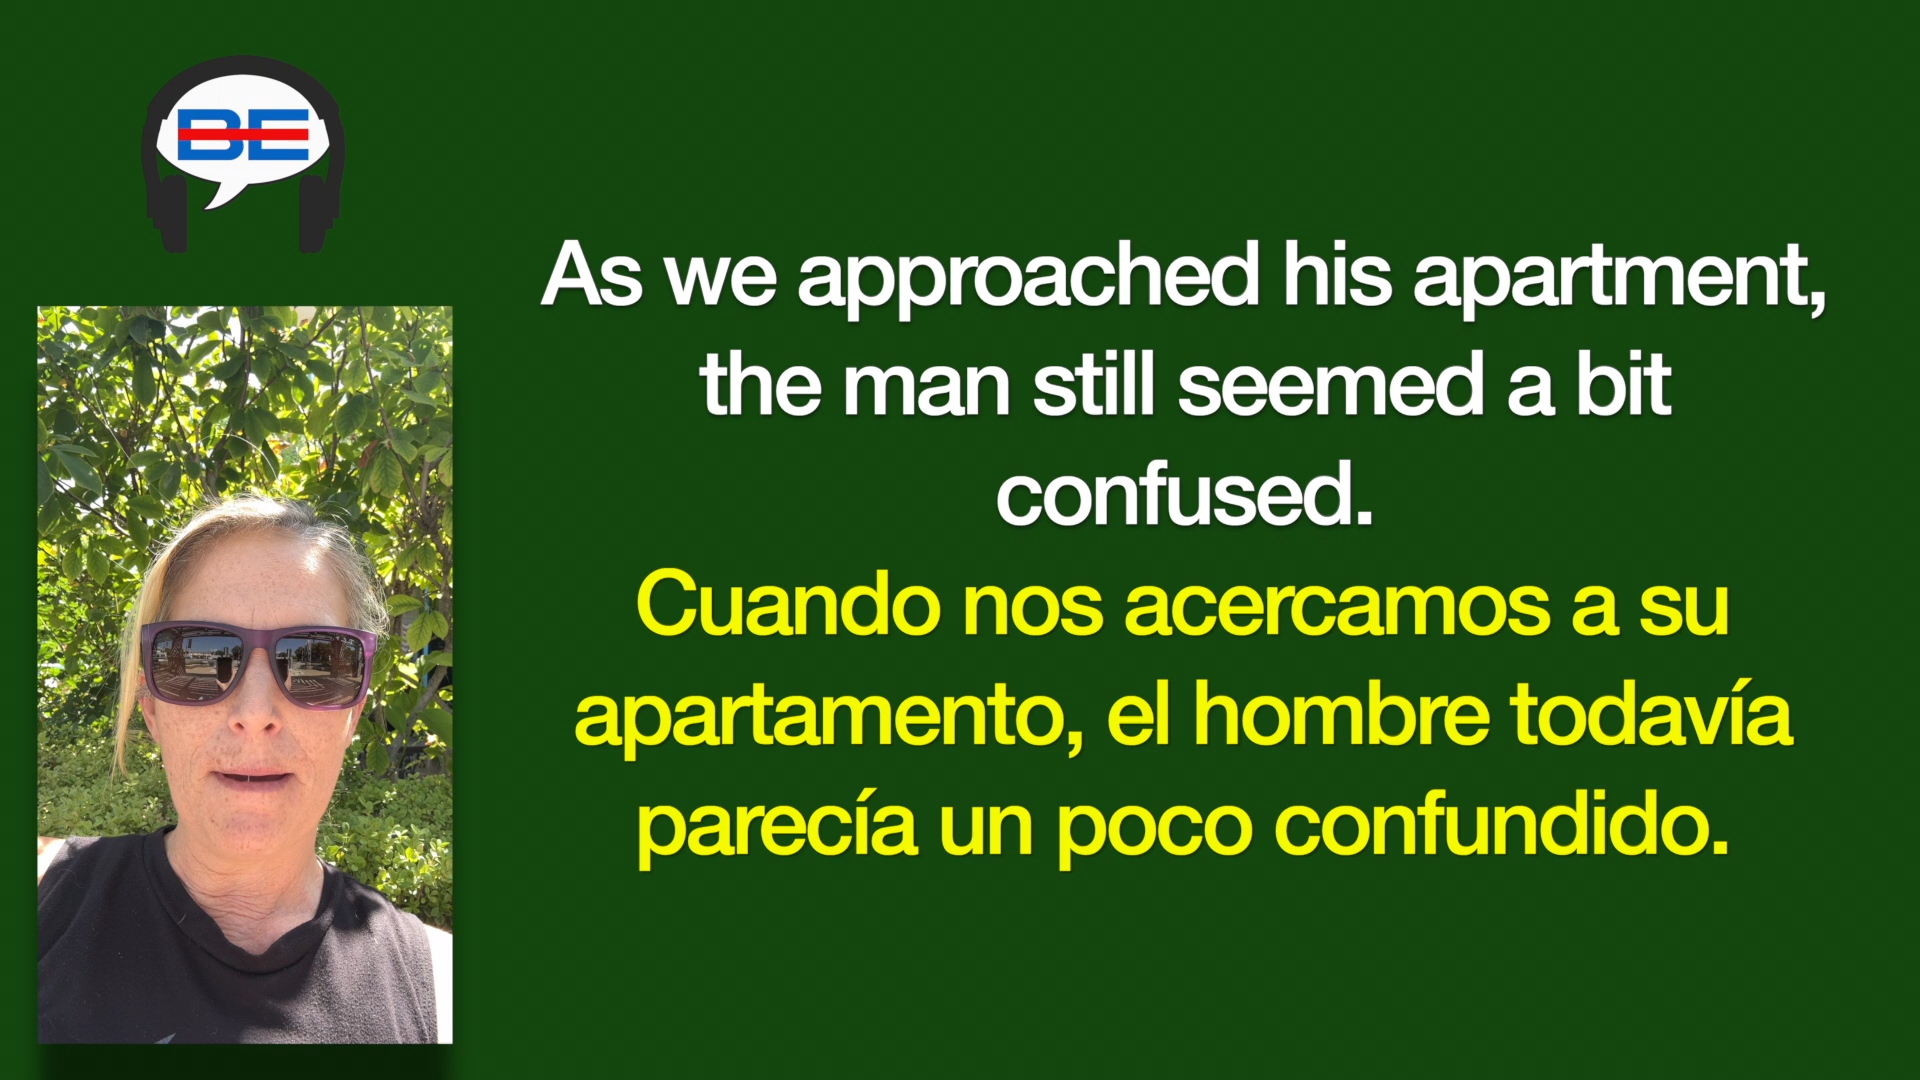 BE
As we approached his apartment,
the man still seemed a bit
confused.
Cuando nos acercamos a su
apartamento, el hombre todavía
parecía un poco confundido.